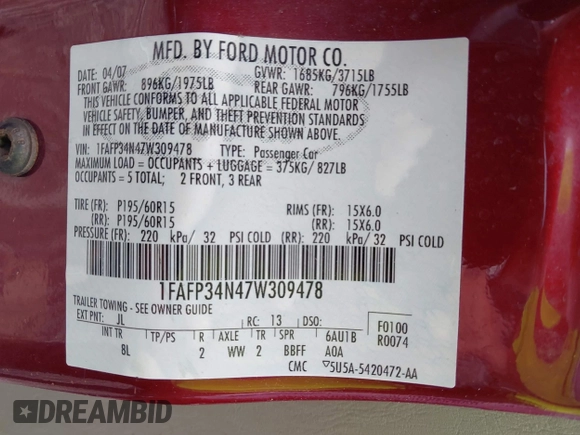 MFD. BY FORD MOTOR CO.
DATE: 04/07 GVWR: 1685KG/3715LB
FRONT GAWR: 896KG/1975LB REAR GAWR: 796KG/1755LB
THIS VEHICLE CONFORMS TO ALL APPLICABLE FEDERAL MOTOR
VEHICLE SAFETY, BUMPER, AND THEFT PREVENTION STANDARDS
IN EFFECT ON THE DATE OF MANUFACTURE SHOWN ABOVE.
VIN: 1FAFP34N47W309478 TYPE: Passenger Car
MAXIMUM LOAD = OCCUPANTS + LUGGAGE = 375KG/ 827LB
OCCUPANTS = 5 TOTAL; 2 FRONT, 3 REAR
TIRE (FR): P195/60R15 RIMS (FR): 15X6.0
(RR): P195/60R15 (RR): 15X6.0
PRESSURE (FR): 220 kPa/ 32 PSI COLD (RR): 220 kPa/ 32 PSI COLD
1FAFP34N47W309478
TRAILER TOWING - SEE OWNER GUIDE
EXT PNT: JL RC: 13 DSO: F0100
INT TR TP/PS R AXLE TR SPR 6AU1B R0074
8L 2 WW 2 BBFF A0A
CMC ▽5U5A-5420472-AA
DREAMBID